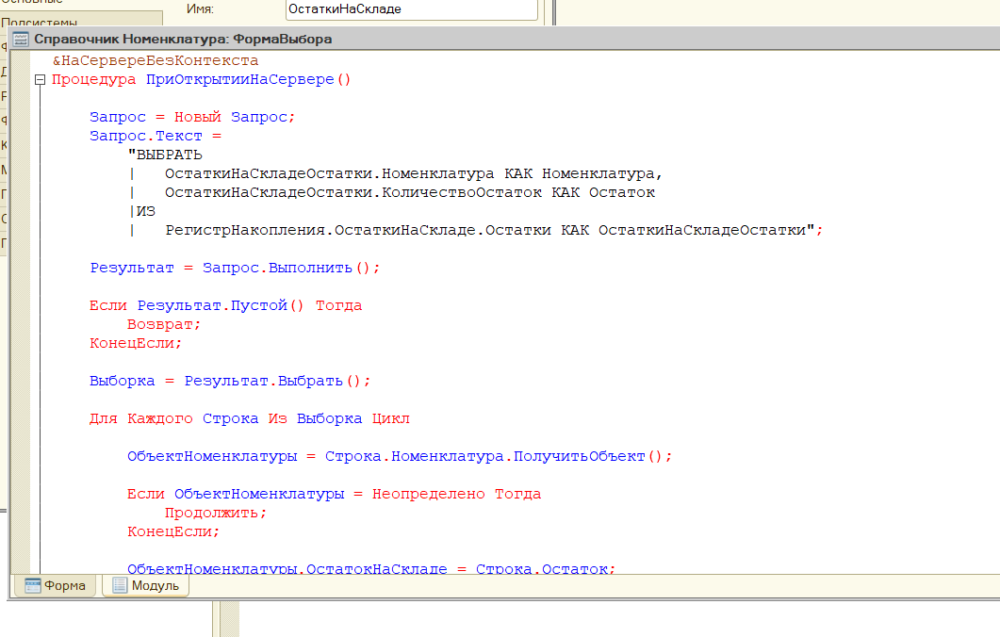 Имя:
ОстаткиНаСкладе
Справочник Номенклатура: ФормаВыбора
&НаСервереБезКонтекста
Процедура ПриОткрытииНаСервере()
Запрос = Новый Запрос;
Запрос.Текст =
"ВЫБРАТЬ
|   ОстаткиНаСкладеОстатки.Номенклатура КАК Номенклатура,
|   ОстаткиНаСкладеОстатки.КоличествоОстаток КАК Остаток
|ИЗ
|   РегистрНакопления.ОстаткиНаСкладе.Остатки КАК ОстаткиНаСкладеОстатки";
Результат = Запрос.Выполнить();
Если Результат.Пустой() Тогда
Возврат;
КонецЕсли;
Выборка = Результат.Выбрать();
Для Каждого Строка Из Выборка Цикл
ОбъектНоменклатуры = Строка.Номенклатура.ПолучитьОбъект();
Если ОбъектНоменклатуры = Неопределено Тогда
Продолжить;
КонецЕсли;
ОбъектНоменклатуры.ОстатокНаСкладе = Строка.Остаток;
Форма
Модуль